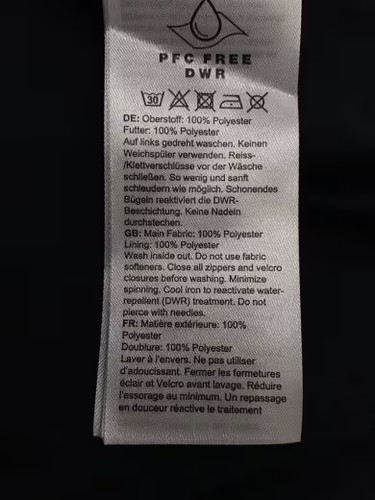 PFC FREE
DWR
30
DE: Oberstoff: 100% Polyester
Futter: 100% Polyester
Auf links gedreht waschen. Keinen
Weichspüler verwenden. Reiss-
/Klettverschlüsse vor der Wäsche
schließen. So wenig und sanft
schleudern wie möglich. Schonendes
Bügeln reaktiviert die DWR-
Beschichtung. Keine Nadeln
durchstechen.
GB: Main Fabric: 100% Polyester
Lining: 100% Polyester
Wash inside out. Do not use fabric
softeners. Close all zippers and velcro
closures before washing. Minimize
spinning. Cool iron to reactivate water-
repellent (DWR) treatment. Do not
pierce with needles.
FR: Matière extérieure: 100%
Polyester
Doublure: 100% Polyester
Laver à l'envers. Ne pas utiliser
d'adoucissant. Fermer les fermetures
éclair et Velcro avant lavage. Réduire
l'essorage au minimum. Un repassage
en douceur réactive le traitement